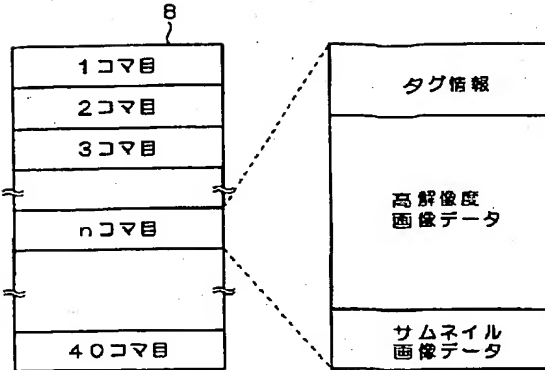 8
1コマ目
2コマ目
3コマ目
nコマ目
40コマ目
タグ情報
高解像度
画像データ
サムネイル
画像データ